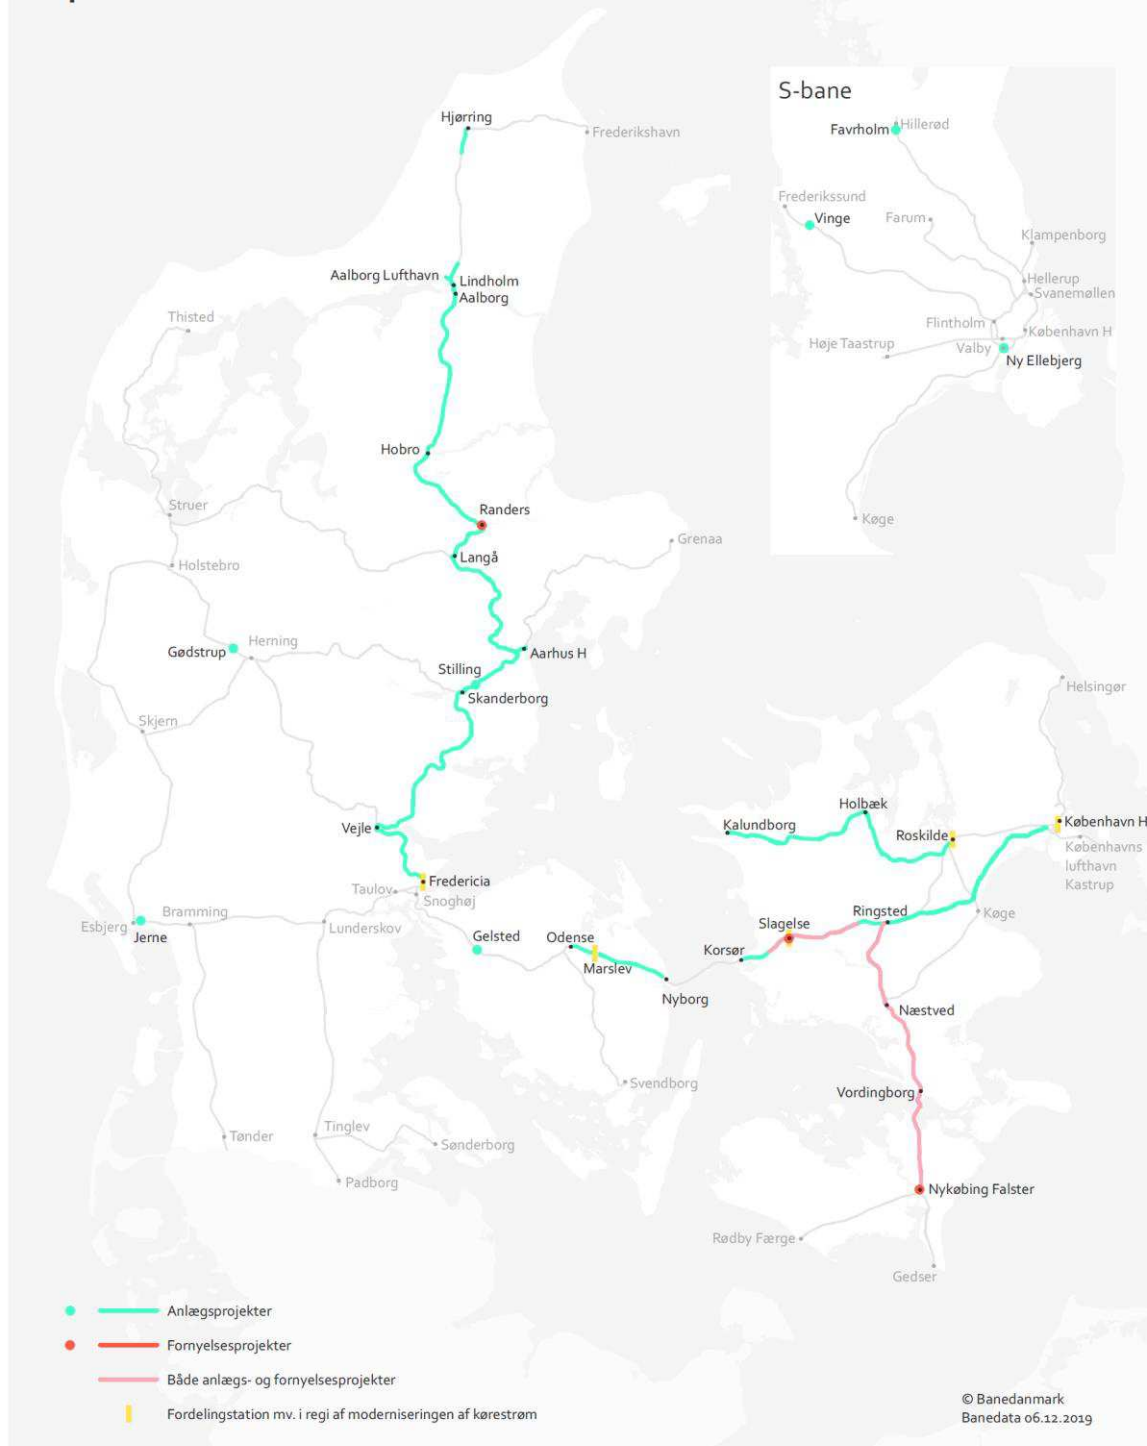 S-bane
Favrholm
Hillerød
Frederikssund
Vinge
Farum
Klampenborg
Hellerup
Svanemøllen
Flintholm
København H
Høje Taastrup
Valby
Ny Ellebjerg
Køge
Hjørring
Frederikshavn
Aalborg Lufthavn
Lindholm
Aalborg
Thisted
Hobro
Struer
Randers
Grenaa
Langå
Holstebro
Gødstrup
Herning
Aarhus H
Stilling
Skanderborg
Skjern
Helsingør
Vejle
Kalundborg
Holbæk
Roskilde
København H
Københavns
lufthavn
Kastrup
Fredericia
Taulov
Snoghøj
Esbjerg
Jerne
Bramming
Lunderskov
Gelsted
Odense
Marslev
Nyborg
Korsør
Slagelse
Ringsted
Køge
Næstved
Svendborg
Vordingborg
Tønder
Tinglev
Sønderborg
Padborg
Nykøbing Falster
Rødby Færge
Gedser
Anlægsprojekter
Fornyelsesprojekter
Både anlægs- og fornyelsesprojekter
Fordelingstation mv. i regi af moderniseringen af kørestrøm
© Banedanmark
Banedata 06.12.2019